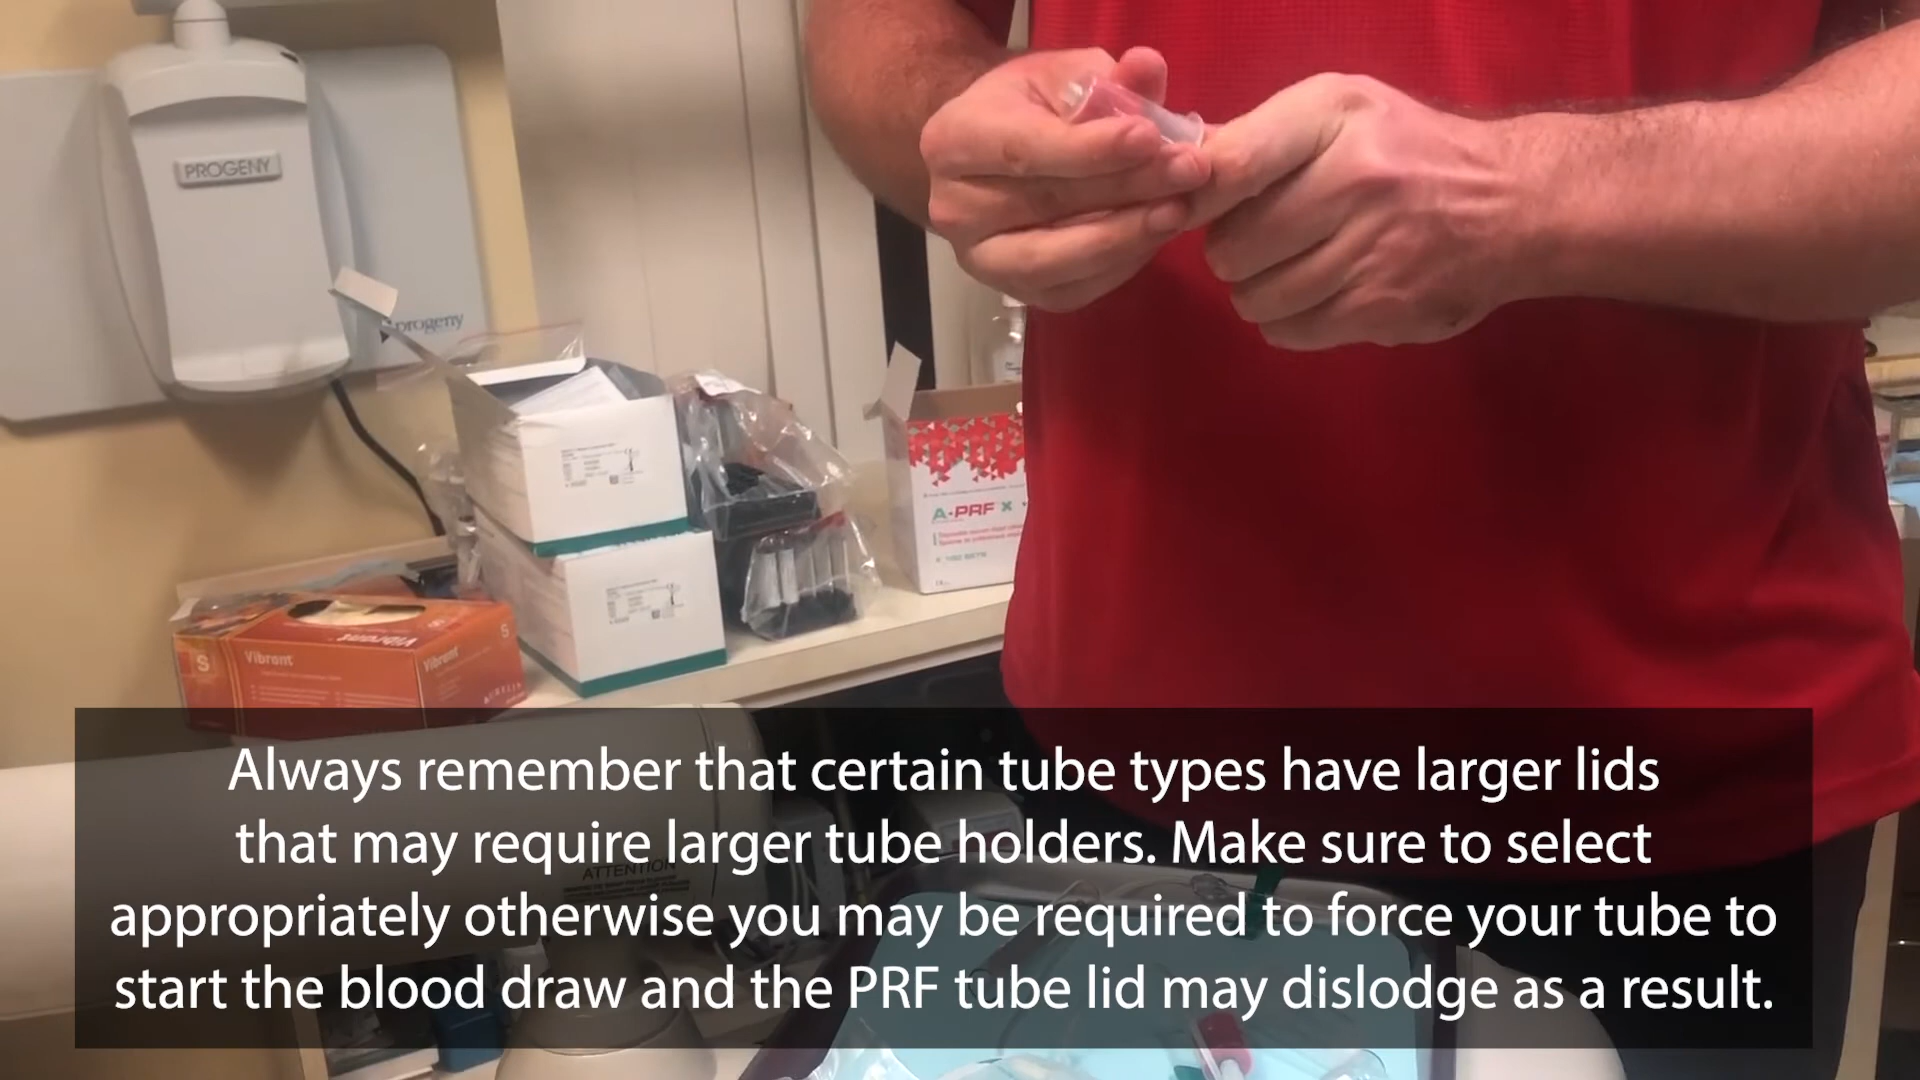 PROGENY
progeny
A-PRF
Vibrant
Vibrant
S
S
AURELIA
ATTENTION
Always remember that certain tube types have larger lids
that may require larger tube holders. Make sure to select
appropriately otherwise you may be required to force your tube to
start the blood draw and the PRF tube lid may dislodge as a result.